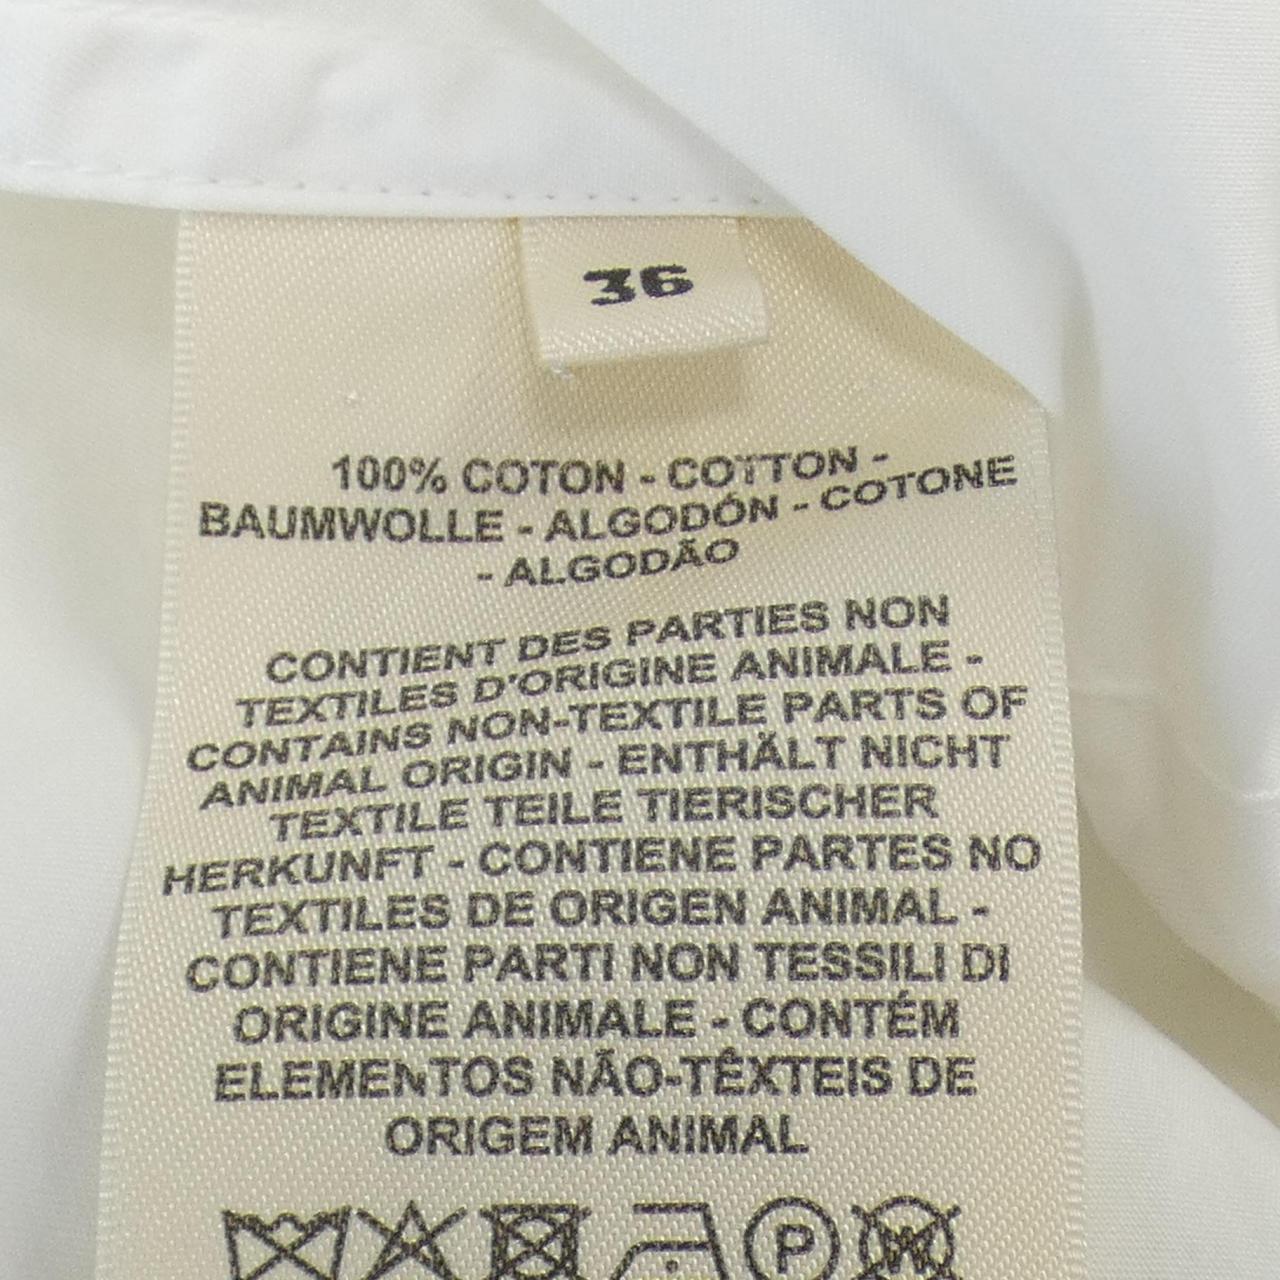 36
100% COTON - COTTON -
BAUMWOLLE - ALGODÓN - COTONE
- ALGODÃO
CONTIENT DES PARTIES NON
TEXTILES D'ORIGINE ANIMALE -
CONTAINS NON-TEXTILE PARTS OF
ANIMAL ORIGIN - ENTHÄLT NICHT
TEXTILE TEILE TIERISCHER
HERKUNFT - CONTIENE PARTES NO
TEXTILES DE ORIGEN ANIMAL -
CONTIENE PARTI NON TESSILI DI
ORIGINE ANIMALE - CONTÉM
ELEMENTOS NÃO-TÊXTEIS DE
ORIGEM ANIMAL
P W